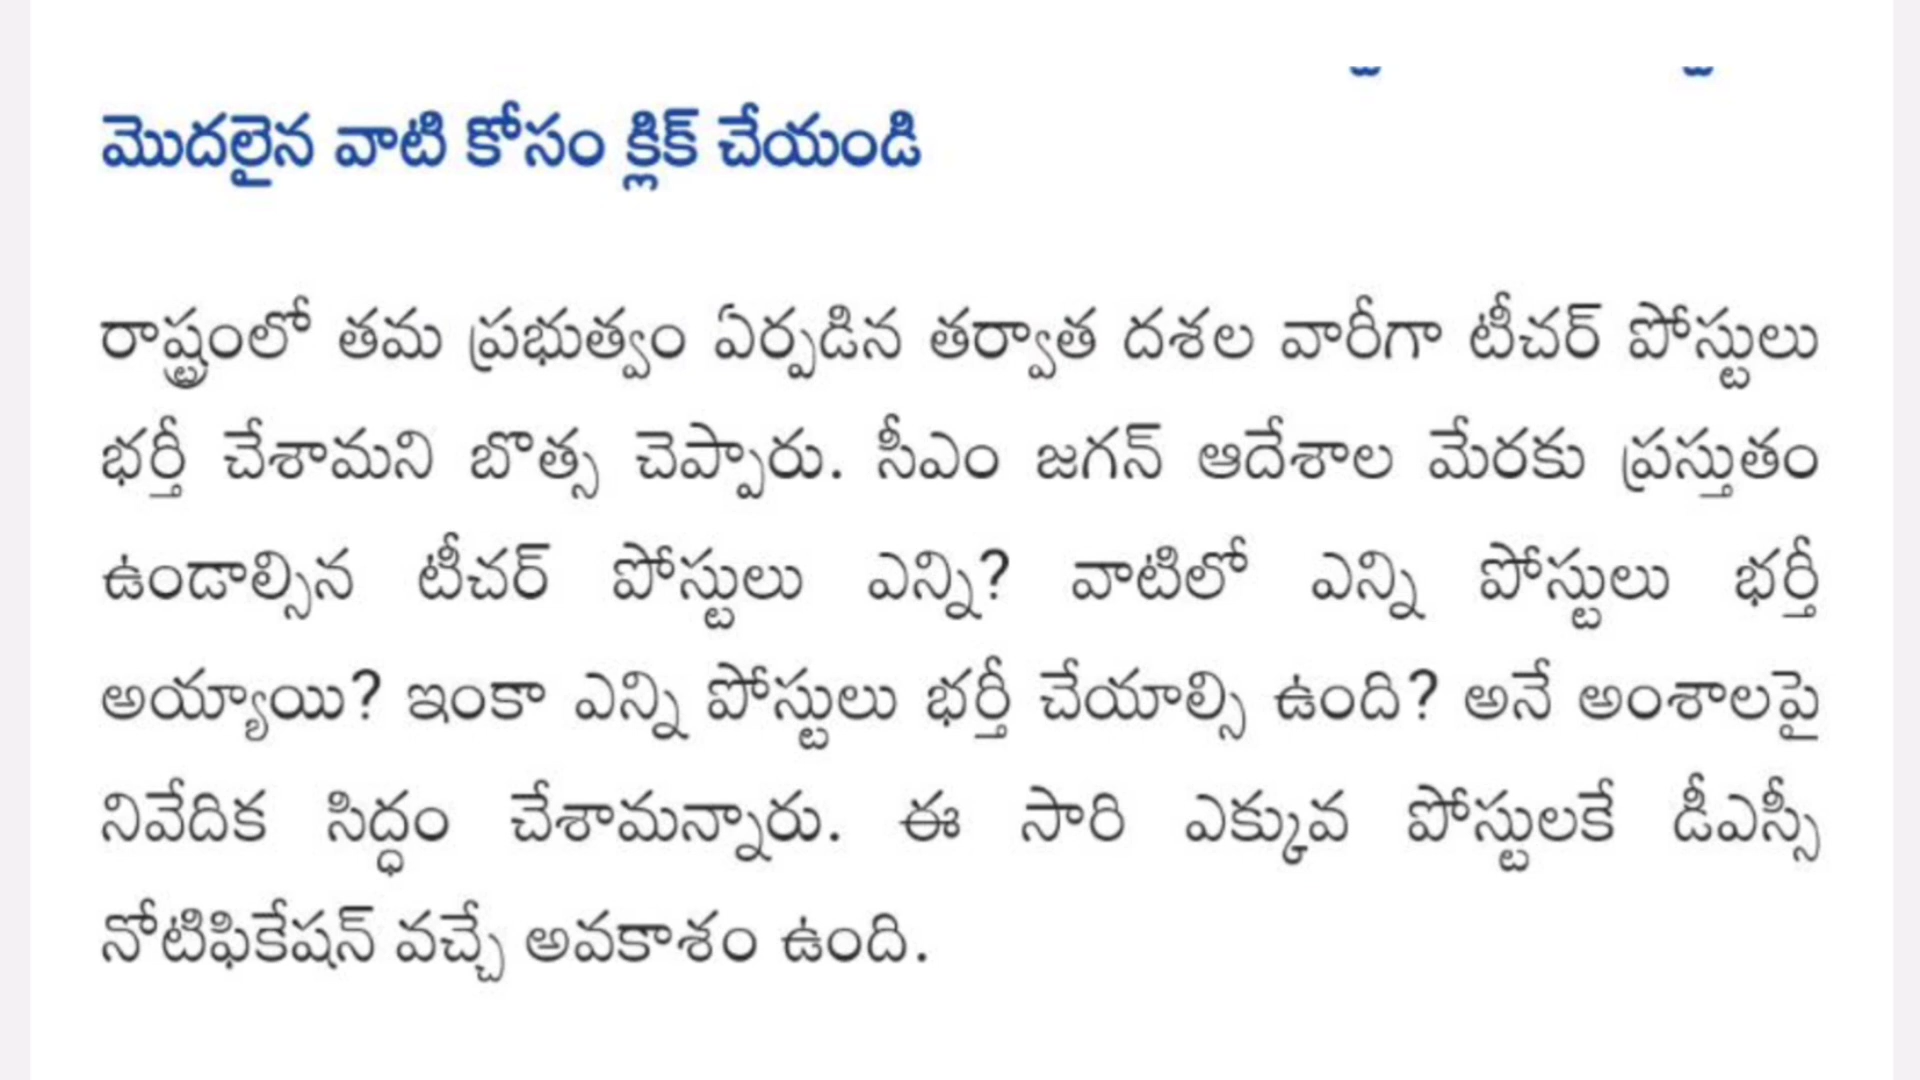 మొదలైన వాటి కోసం క్లిక్ చేయండి
రాష్ట్రంలో తమ ప్రభుత్వం ఏర్పడిన తర్వాత దశల వారీగా టీచర్ పోస్టులు
భర్తీ చేశామని బొత్స చెప్పారు. సీఎం జగన్ ఆదేశాల మేరకు ప్రస్తుతం
ఉండాల్సిన టీచర్ పోస్టులు ఎన్ని? వాటిలో ఎన్ని పోస్టులు భర్తీ
అయ్యాయి? ఇంకా ఎన్ని పోస్టులు భర్తీ చేయాల్సి ఉంది? అనే అంశాలపై
నివేదిక సిద్ధం చేశామన్నారు. ఈ సారి ఎక్కువ పోస్టులకే డీఎస్సీ
నోటిఫికేషన్ వచ్చే అవకాశం ఉంది.